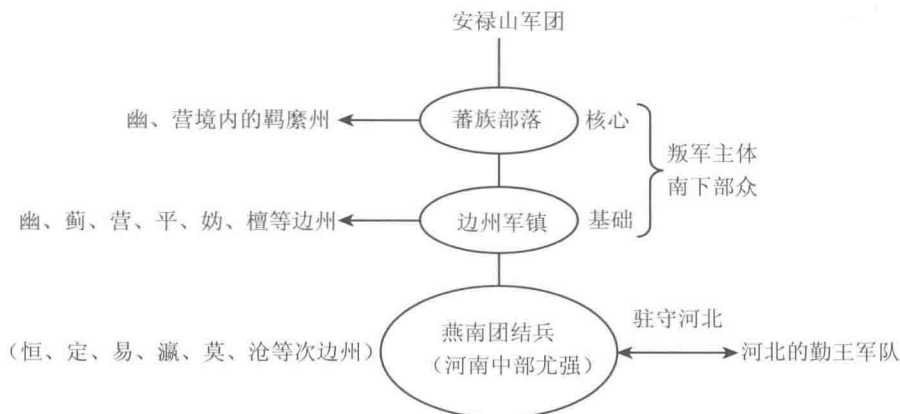 安禄山军团
幽、营境内的羁縻州
蕃族部落
核心
叛军主体
南下部众
幽、蓟、营、平、妫、檀等边州
边州军镇
基础
燕南团结兵
（河南中部尤强）
（恒、定、易、瀛、莫、沧等次边州）
驻守河北
河北的勤王军队